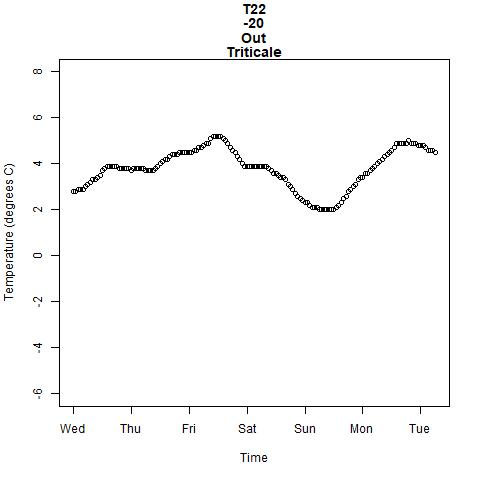 T22
-20
Out
Triticale
8
6
4
2
0
-2
-4
-6
Temperature (degrees C)
Wed Thu Fri Sat Sun Mon Tue
Time